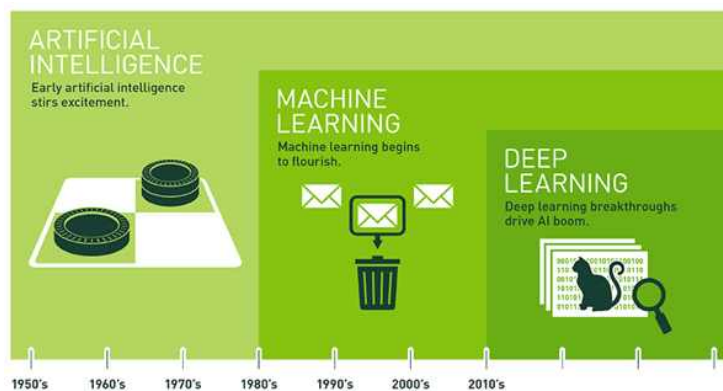 ARTIFICIAL
INTELLIGENCE
Early artificial intelligence
stirs excitement.
MACHINE
LEARNING
Machine learning begins
to flourish.
DEEP
LEARNING
Deep learning breakthroughs
drive AI boom.
1950's 1960's 1970's 1980's 1990's 2000's 2010's